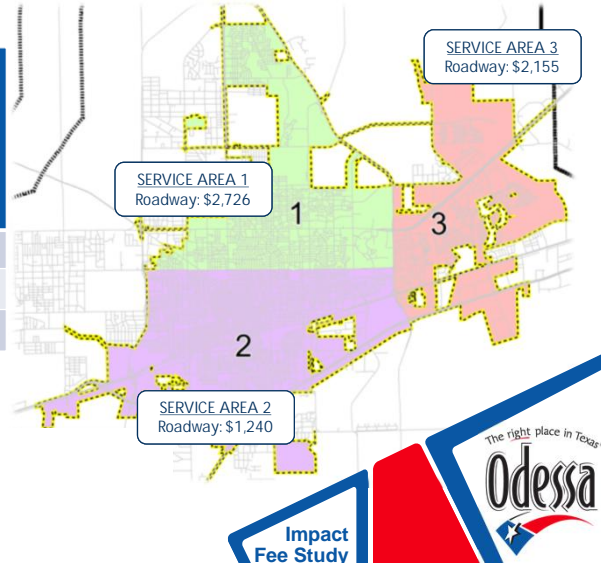 SERVICE AREA 3
Roadway: $2,155
SERVICE AREA 1
Roadway: $2,726
1
3
2
SERVICE AREA 2
Roadway: $1,240
The right place in Texas
Odessa
Impact
Fee Study